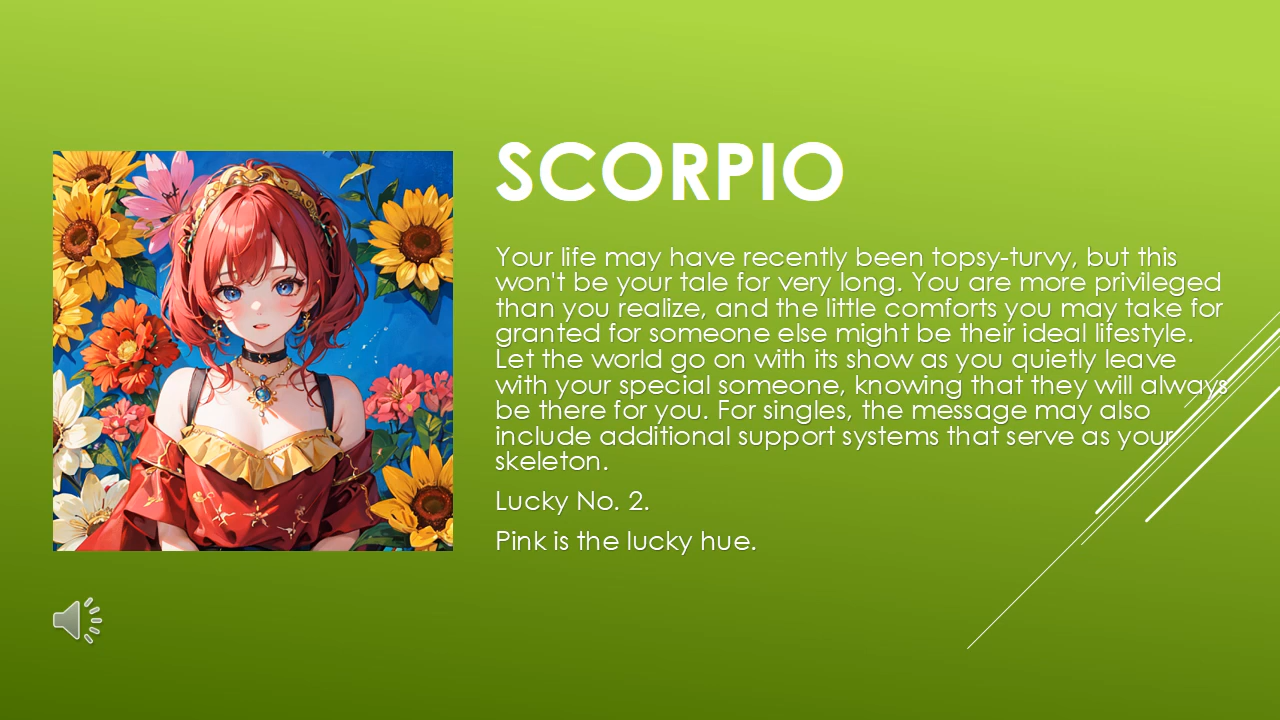 SCORPIO
Your life may have recently been topsy-turvy, but this
won't be your tale for very long. You are more privileged
than you realize, and the little comforts you may take for
granted for someone else might be their ideal lifestyle.
Let the world go on with its show as you quietly leave
with your special someone, knowing that they will always
be there for you. For singles, the message may also
include additional support systems that serve as your
skeleton.
Lucky No. 2.
Pink is the lucky hue.